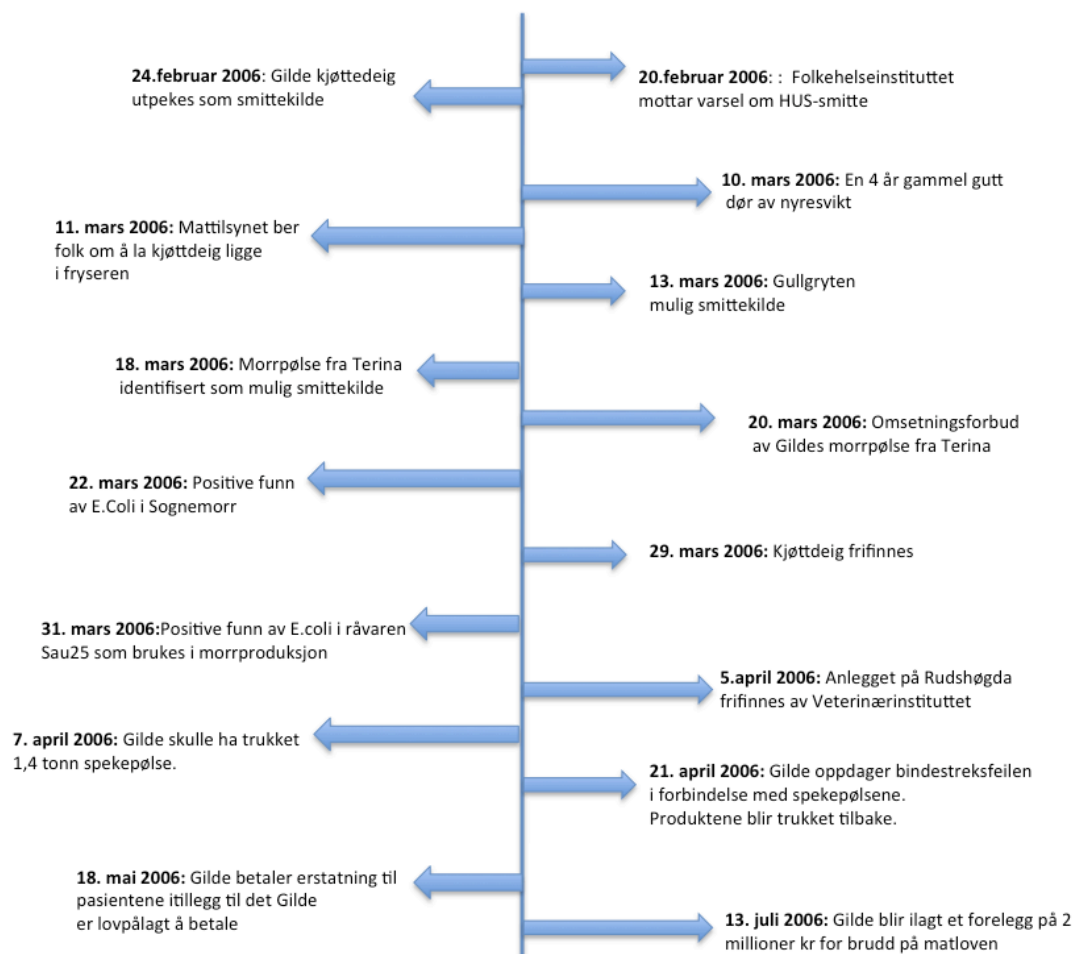 20.februar 2006: :  Folkehelseinstituttet
mottar varsel om HUS-smitte
24.februar 2006: Gilde kjøttedeig
utpekes som smittekilde
10. mars 2006: En 4 år gammel gutt
dør av nyresvikt
11. mars 2006: Mattilsynet ber
folk om å la kjøttdeig ligge
i fryseren
13. mars 2006: Gullgryten
mulig smittekilde
18. mars 2006: Morrpølse fra Terina
identifisert som mulig smittekilde
20. mars 2006: Omsetningsforbud
av Gildes morrpølse fra Terina
22. mars 2006: Positive funn
av E.Coli i Sognemorr
29. mars 2006: Kjøttdeig frifinnes
31. mars 2006:Positive funn av E.coli i råvaren
Sau25 som brukes i morrproduksjon
5.april 2006: Anlegget på Rudshøgda
frifinnes av Veterinærinstituttet
7. april 2006: Gilde skulle ha trukket
1,4 tonn spekepølse.
21. april 2006: Gilde oppdager bindestreksfeilen
i forbindelse med spekepølsene.
Produktene blir trukket tilbake.
18. mai 2006: Gilde betaler erstatning til
pasientene itillegg til det Gilde
er lovpålagt å betale
13. juli 2006: Gilde blir ilagt et forelegg på 2
millioner kr for brudd på matloven